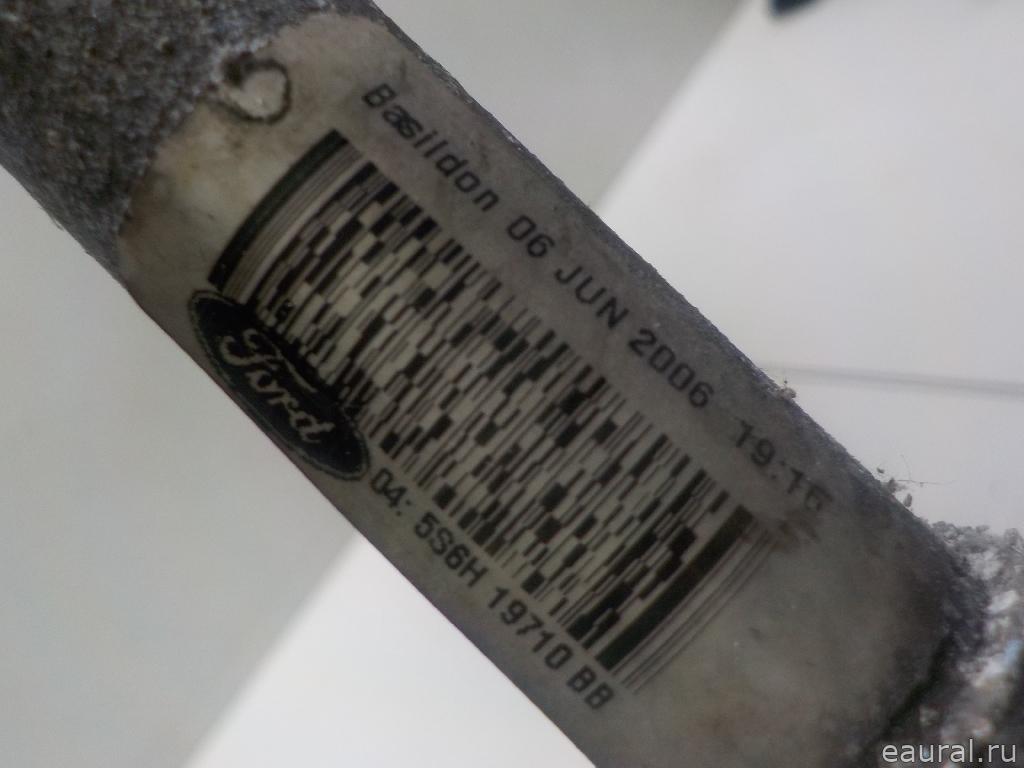 Basildon 06 JUN 2006 19:16
Ford
04: 5S6H 19710 BB
eaural.ru